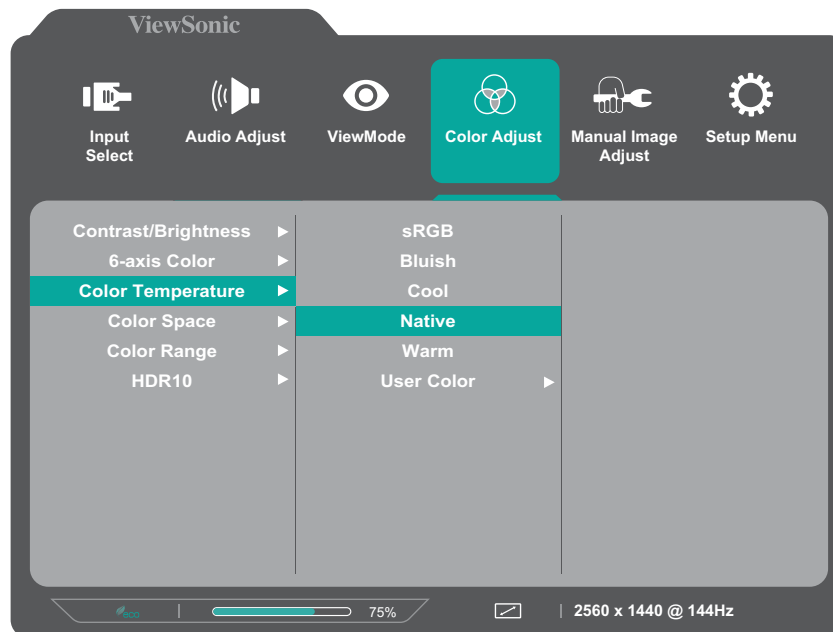 ViewSonic
Input
Select
Audio Adjust
ViewMode
Color Adjust
Manual Image
Adjust
Setup Menu
Contrast/Brightness
6-axis Color
Color Temperature
Color Space
Color Range
HDR10
sRGB
Bluish
Cool
Native
Warm
User Color
eco
75%
2560 x 1440 @ 144Hz